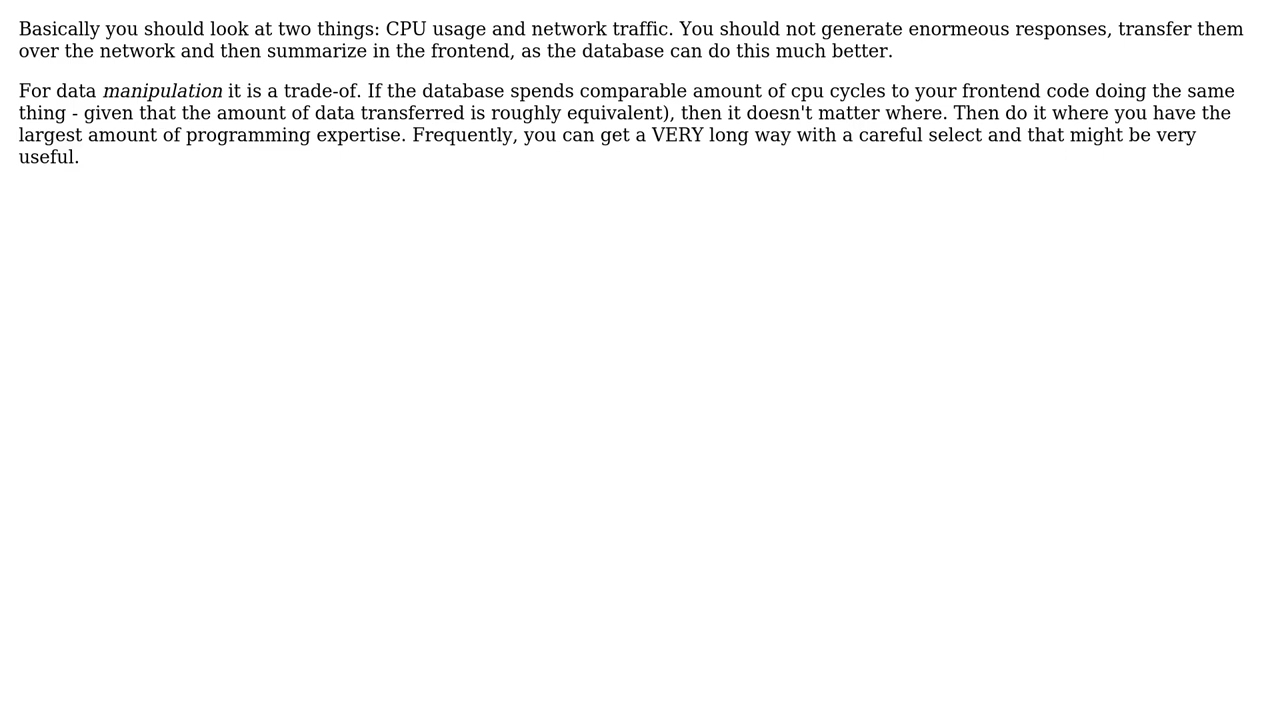 Basically you should look at two things: CPU usage and network traffic. You should not generate enormeous responses, transfer them
over the network and then summarize in the frontend, as the database can do this much better.
For data manipulation it is a trade-of. If the database spends comparable amount of cpu cycles to your frontend code doing the same
thing - given that the amount of data transferred is roughly equivalent), then it doesn't matter where. Then do it where you have the
largest amount of programming expertise. Frequently, you can get a VERY long way with a careful select and that might be very
useful.